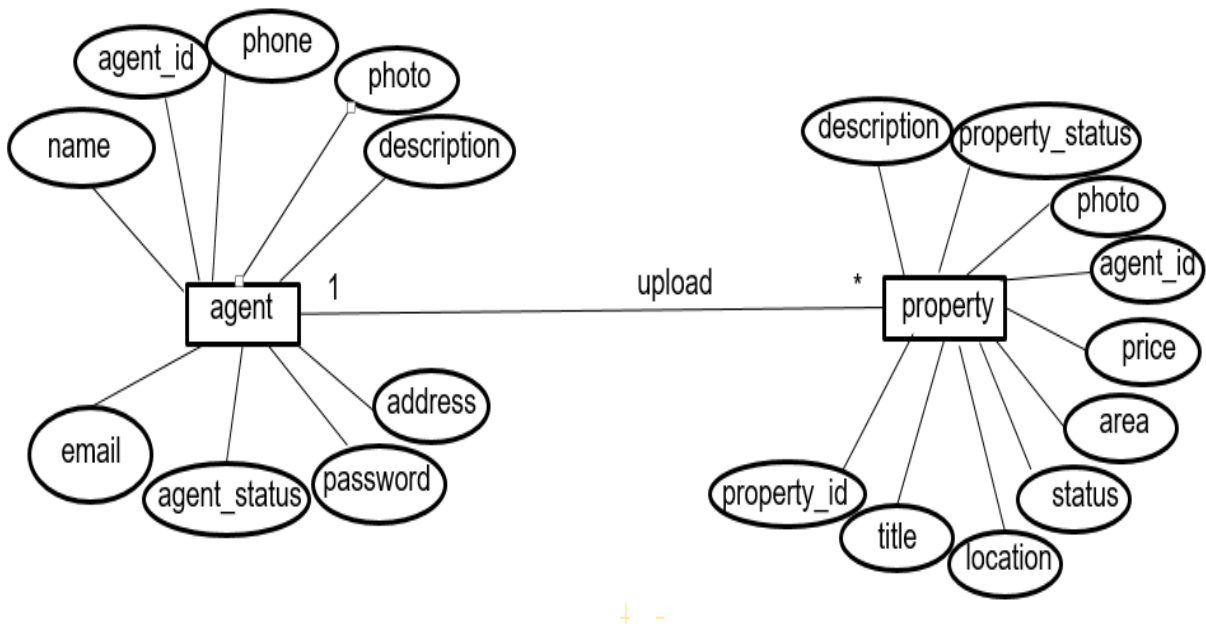 phone
agent_id
photo
name
description
agent
1
upload
*
property
email
agent_status
password
address
description
property_status
photo
agent_id
price
area
status
location
title
property_id